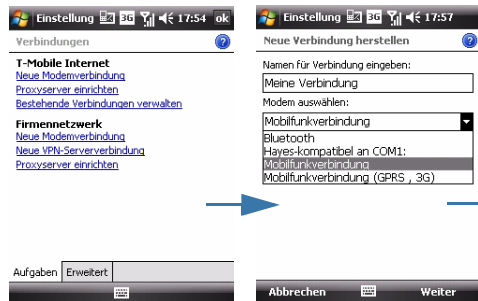 Einstellung 3G 17:54 ok
Verbindungen
T-Mobile Internet
Neue Modemverbindung
Proxyserver einrichten
Bestehende Verbindungen verwalten
Firmennetzwerk
Neue Modemverbindung
Neue VPN-Serververbindung
Proxyserver einrichten
Aufgaben Erweitert
Einstellung 3G 17:57
Neue Verbindung herstellen
Namen für Verbindung eingeben:
Meine Verbindung
Modem auswählen:
Mobilfunkverbindung
Bluetooth
Hayes-kompatibel an COM1:
Mobilfunkverbindung
Mobilfunkverbindung (GPRS , 3G)
Abbrechen Weiter